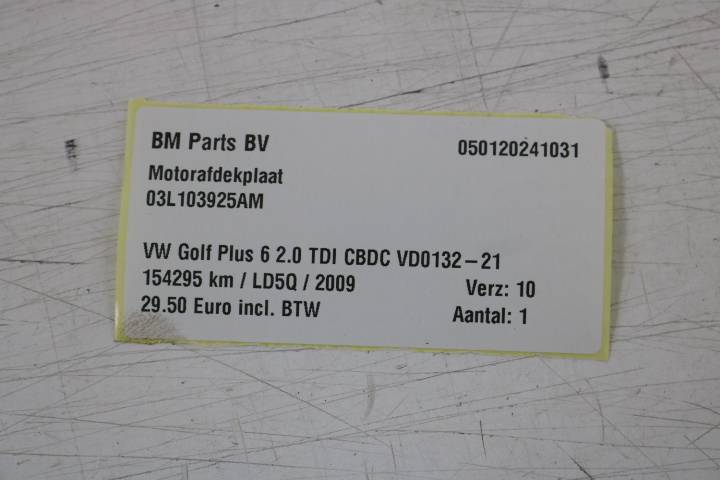 BM Parts BV 050120241031
Motorafdekplaat
03L103925AM
VW Golf Plus 6 2.0 TDI CBDC VD0132-21
154295 km / LD5Q / 2009 Verz: 10
29.50 Euro incl. BTW Aantal: 1